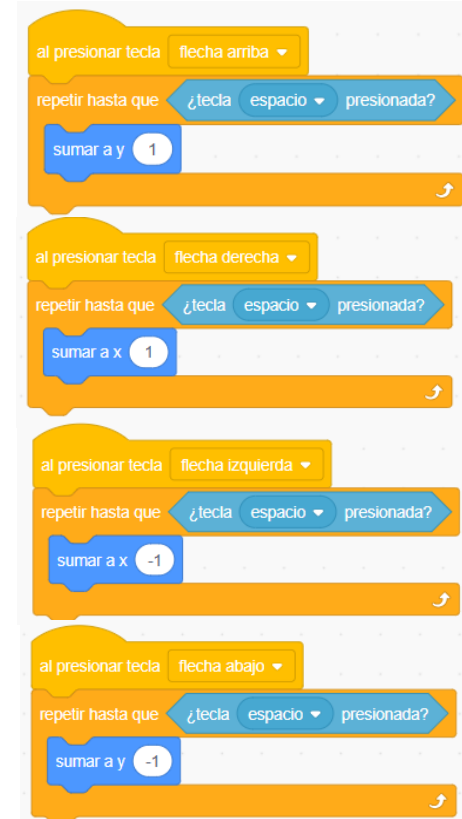 al presionar tecla flecha arriba
repetir hasta que ¿tecla espacio presionada?
sumar a y 1
al presionar tecla flecha derecha
repetir hasta que ¿tecla espacio presionada?
sumar a x 1
al presionar tecla flecha izquierda
repetir hasta que ¿tecla espacio presionada?
sumar a x -1
al presionar tecla flecha abajo
repetir hasta que ¿tecla espacio presionada?
sumar a y -1